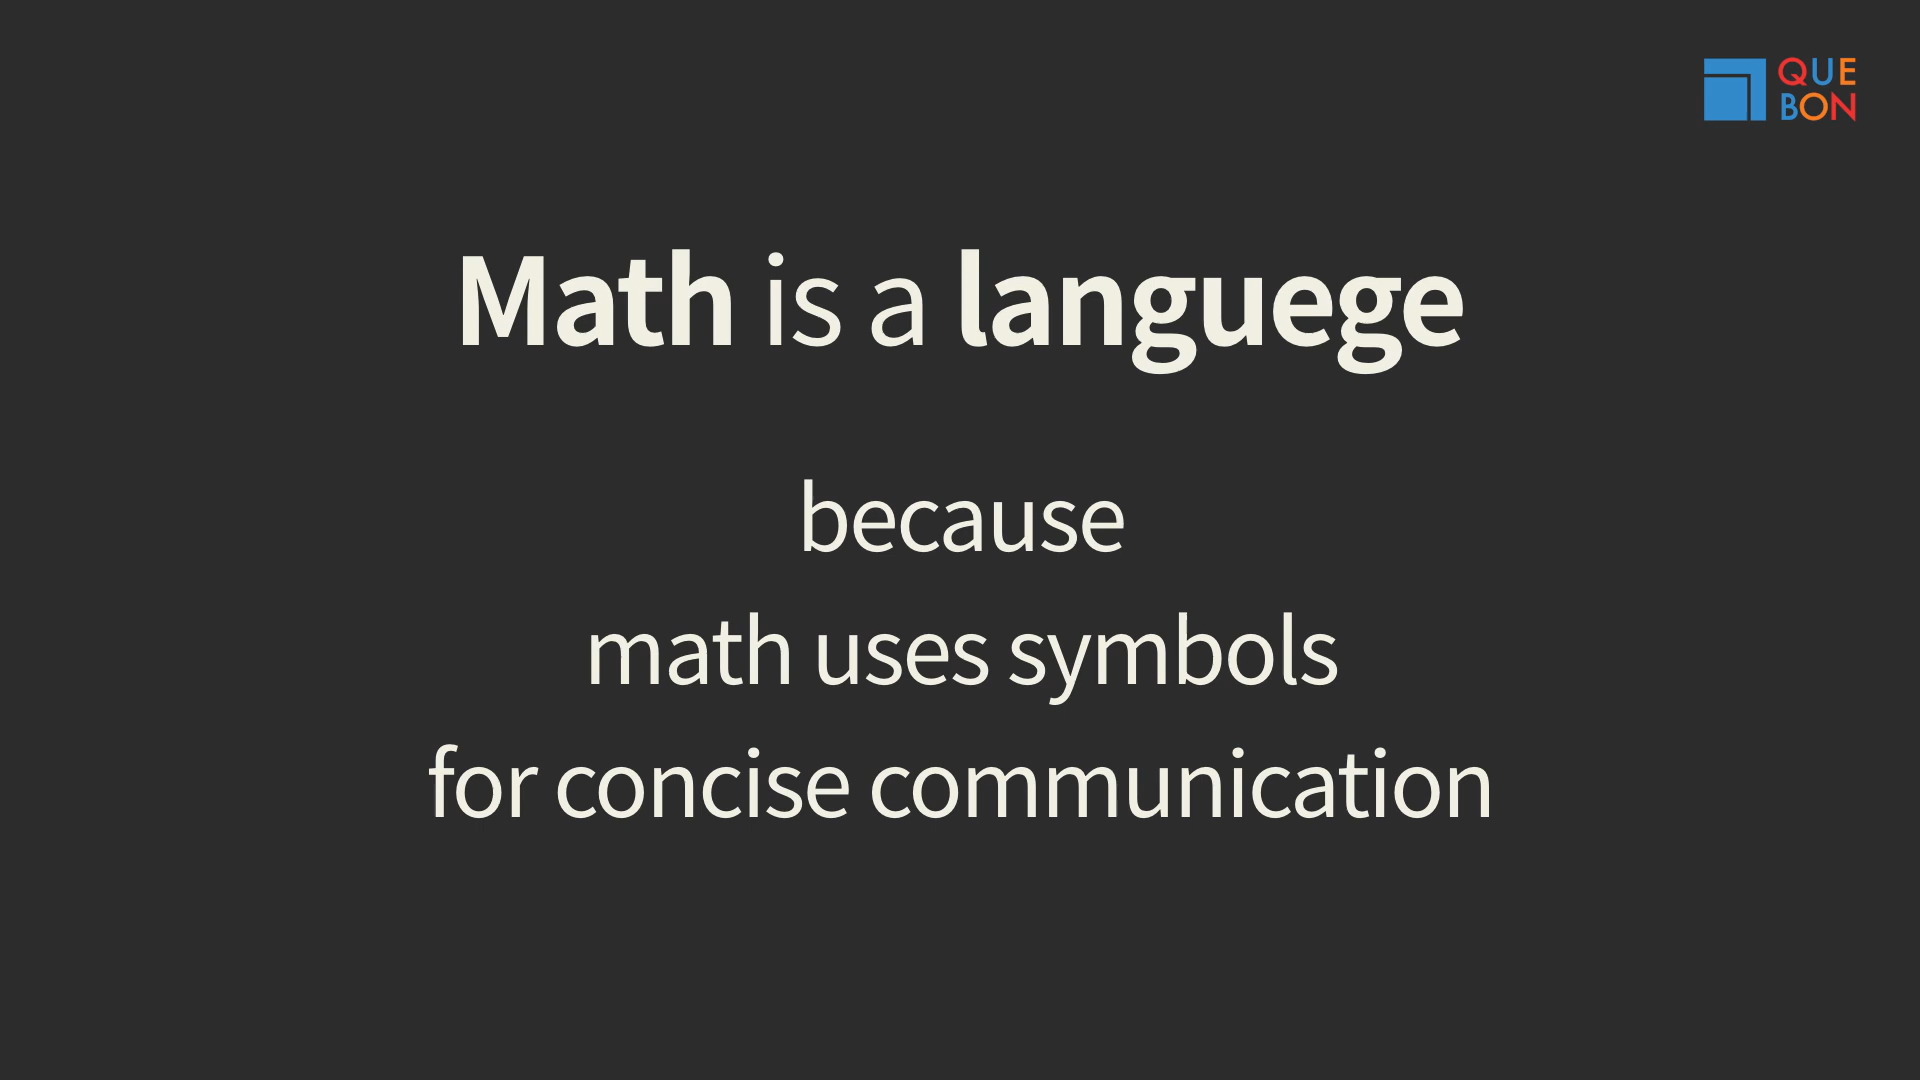 QUE
BON
Math is a languege
because
math uses symbols
for concise communication